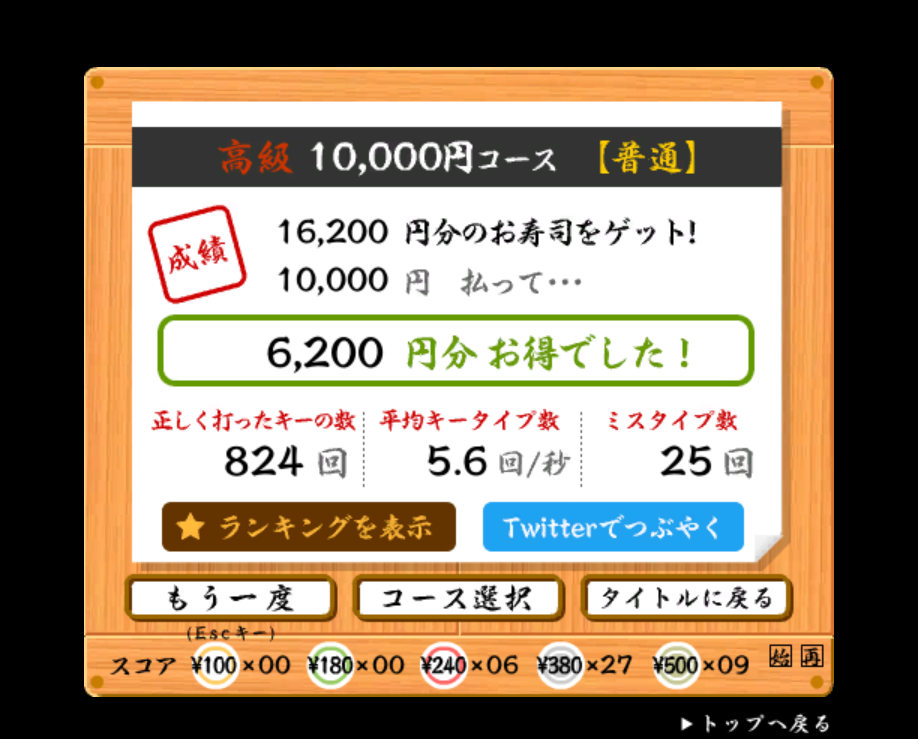 高級 10,000円コース 【普通】
成績
16,200 円分のお寿司をゲット!
10,000 円 払って…
6,200 円分 お得でした！
正しく打ったキーの数 平均キータイプ数 ミスタイプ数
824 回 5.6 回/秒 25 回
★ ランキングを表示 Twitterでつぶやく
もう一度 コース選択 タイトルに戻る
(Escキー)
スコア ¥100×00 ¥180×00 ¥240×06 ¥380×27 ¥500×09 始 再
▶トップへ戻る